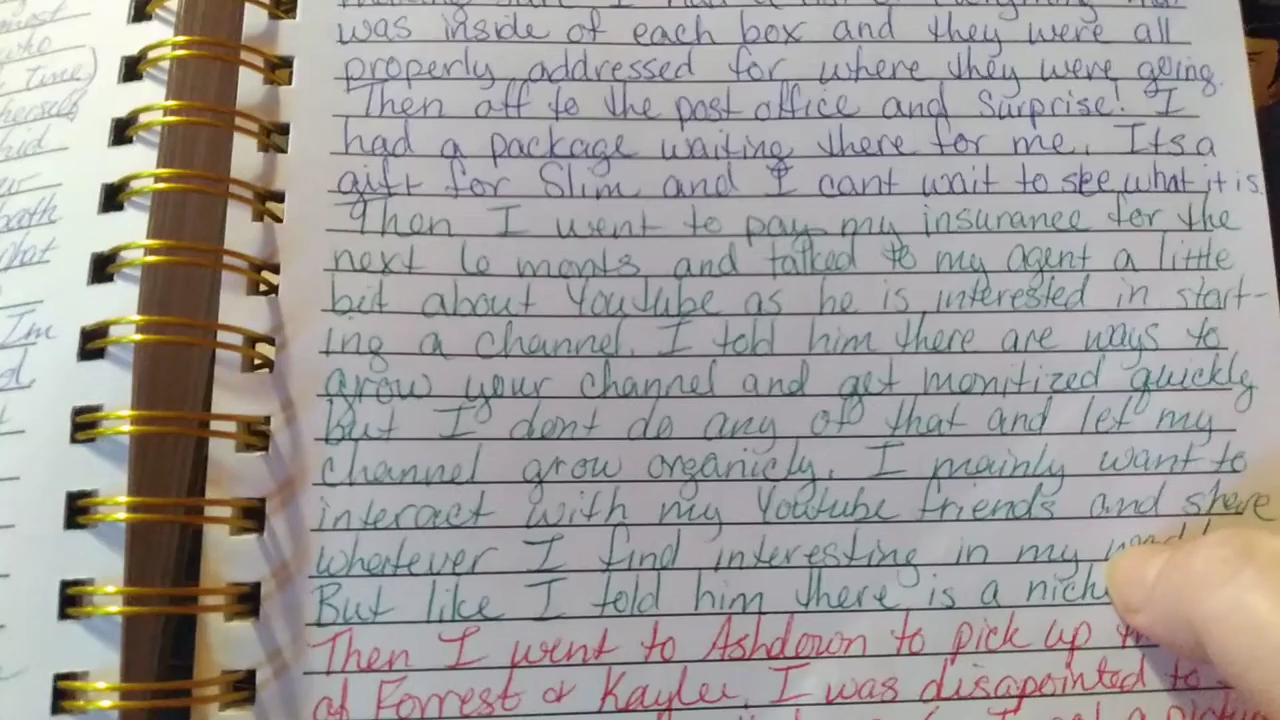 was inside of each box and they were all
properly addressed for where they were going.
Then off to the post office and Surprise! I
had a package waiting there for me. Its a
gift for Slim and I cant wait to see what it is.
Then I went to pay my insurance for the
next 6 monts and talked to my agent a little
bit about YouTube as he is interested in start-
ing a channel. I told him there are ways to
grow your channel and get monitized quickly
but I dont do any of that and let my
channel grow organicly. I mainly want to
interact with my Youtube friends and share
whatever I find interesting in my
But like I told him there is a
Then I went to Ashdown to pick up
of Forrest & Kaylee. I was disapointed to
who
time)
herself
Im